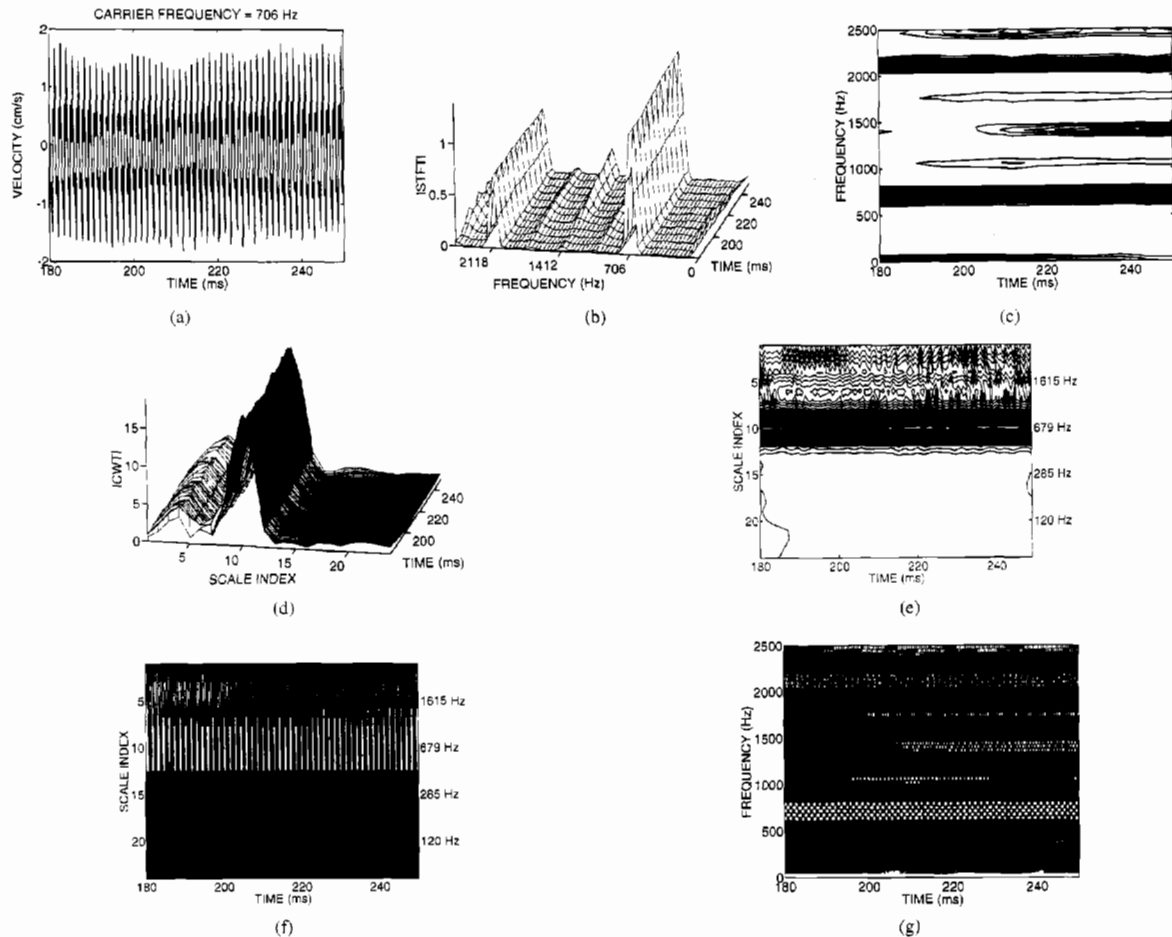 CARRIER FREQUENCY = 706 Hz
2
1
0
-1
-2
VELOCITY (cm/s)
180
200
220
240
TIME (ms)
(a)
1
0.5
0
ISTFTI
2118
1412
706
0
FREQUENCY (Hz)
200
220
240
TIME (ms)
(b)
2500
2000
1500
1000
500
0
FREQUENCY (Hz)
180
200
220
240
TIME (ms)
(c)
15
10
5
0
ICWTI
5
10
15
20
SCALE INDEX
200
220
240
TIME (ms)
(d)
5
10
15
20
SCALE INDEX
1615 Hz
679 Hz
285 Hz
120 Hz
180
200
220
240
TIME (ms)
(e)
5
10
15
20
SCALE INDEX
1615 Hz
679 Hz
285 Hz
120 Hz
180
200
220
240
TIME (ms)
(f)
2500
2000
1500
1000
500
0
FREQUENCY (Hz)
180
200
220
240
TIME (ms)
(g)